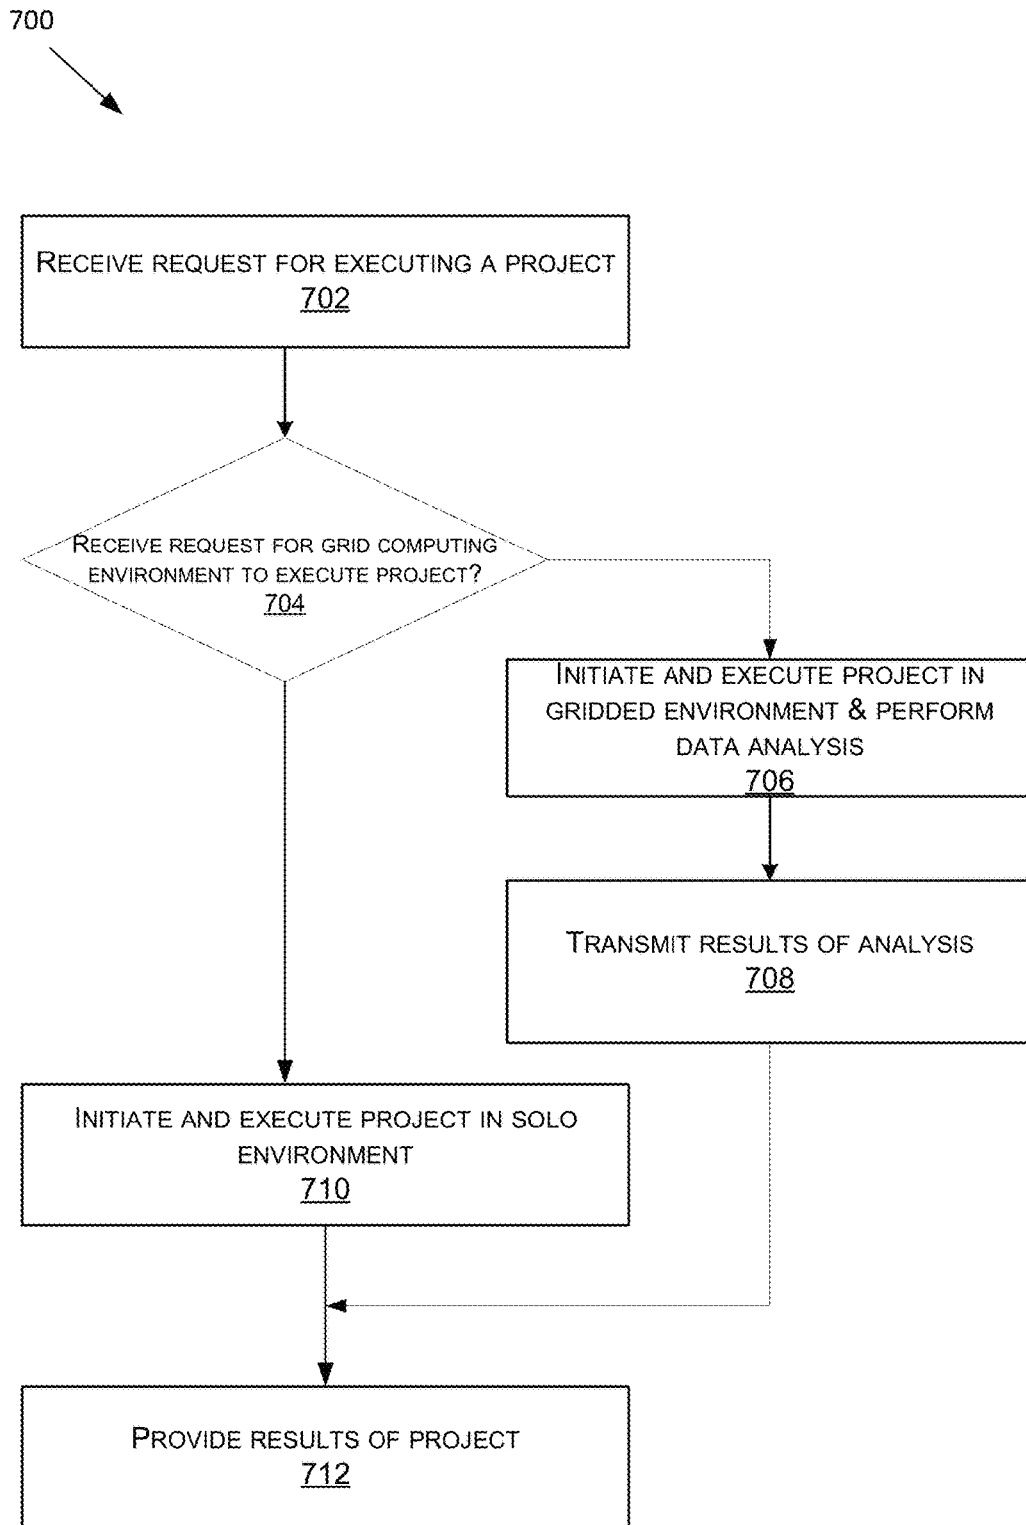 700
RECEIVE REQUEST FOR EXECUTING A PROJECT
702
RECEIVE REQUEST FOR GRID COMPUTING
ENVIRONMENT TO EXECUTE PROJECT?
704
INITIATE AND EXECUTE PROJECT IN
GRIDDED ENVIRONMENT & PERFORM
DATA ANALYSIS
706
TRANSMIT RESULTS OF ANALYSIS
708
INITIATE AND EXECUTE PROJECT IN SOLO
ENVIRONMENT
710
PROVIDE RESULTS OF PROJECT
712